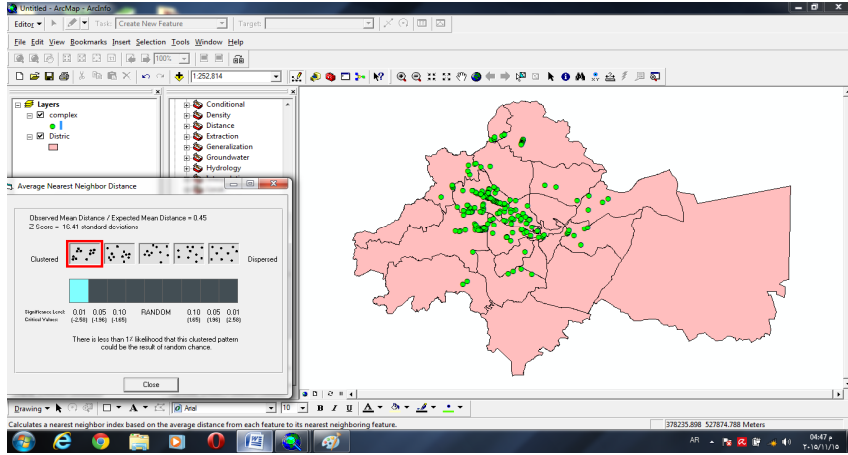 Untitled - ArcMap - ArcInfo
Editor Task: Create New Feature Target:
File Edit View Bookmarks Insert Selection Tools Window Help
100%
1:252,814
Layers
complex
Distric
Conditional
Density
Distance
Extraction
Generalization
Groundwater
Hydrology
Average Nearest Neighbor Distance
Observed Mean Distance / Expected Mean Distance = 0.45
Z Score = -16.41 standard deviations
Clustered Dispersed
Significance Level: 0.01 0.05 0.10 RANDOM 0.10 0.05 0.01
Critical Values: (-2.58) (-1.96) (-1.65) (1.65) (1.96) (2.58)
There is less than 1% likelihood that this clustered pattern
could be the result of random chance.
Close
Drawing A Arial 10 B I U A
Calculates a nearest neighbor index based on the average distance from each feature to its nearest neighboring feature.
378235.898 527874.788 Meters
AR
04:47 م
٢٠١٥/١١/١٥